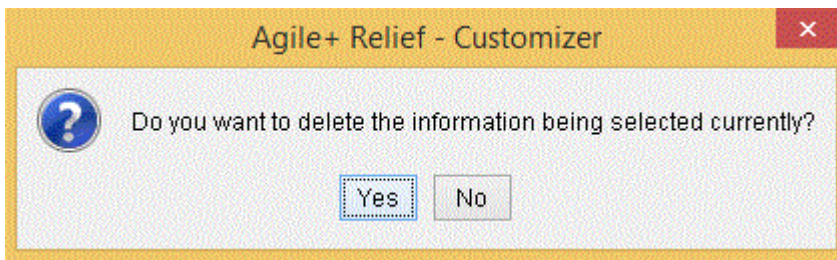 Agile+ Relief - Customizer
Do you want to delete the information being selected currently?
Yes No